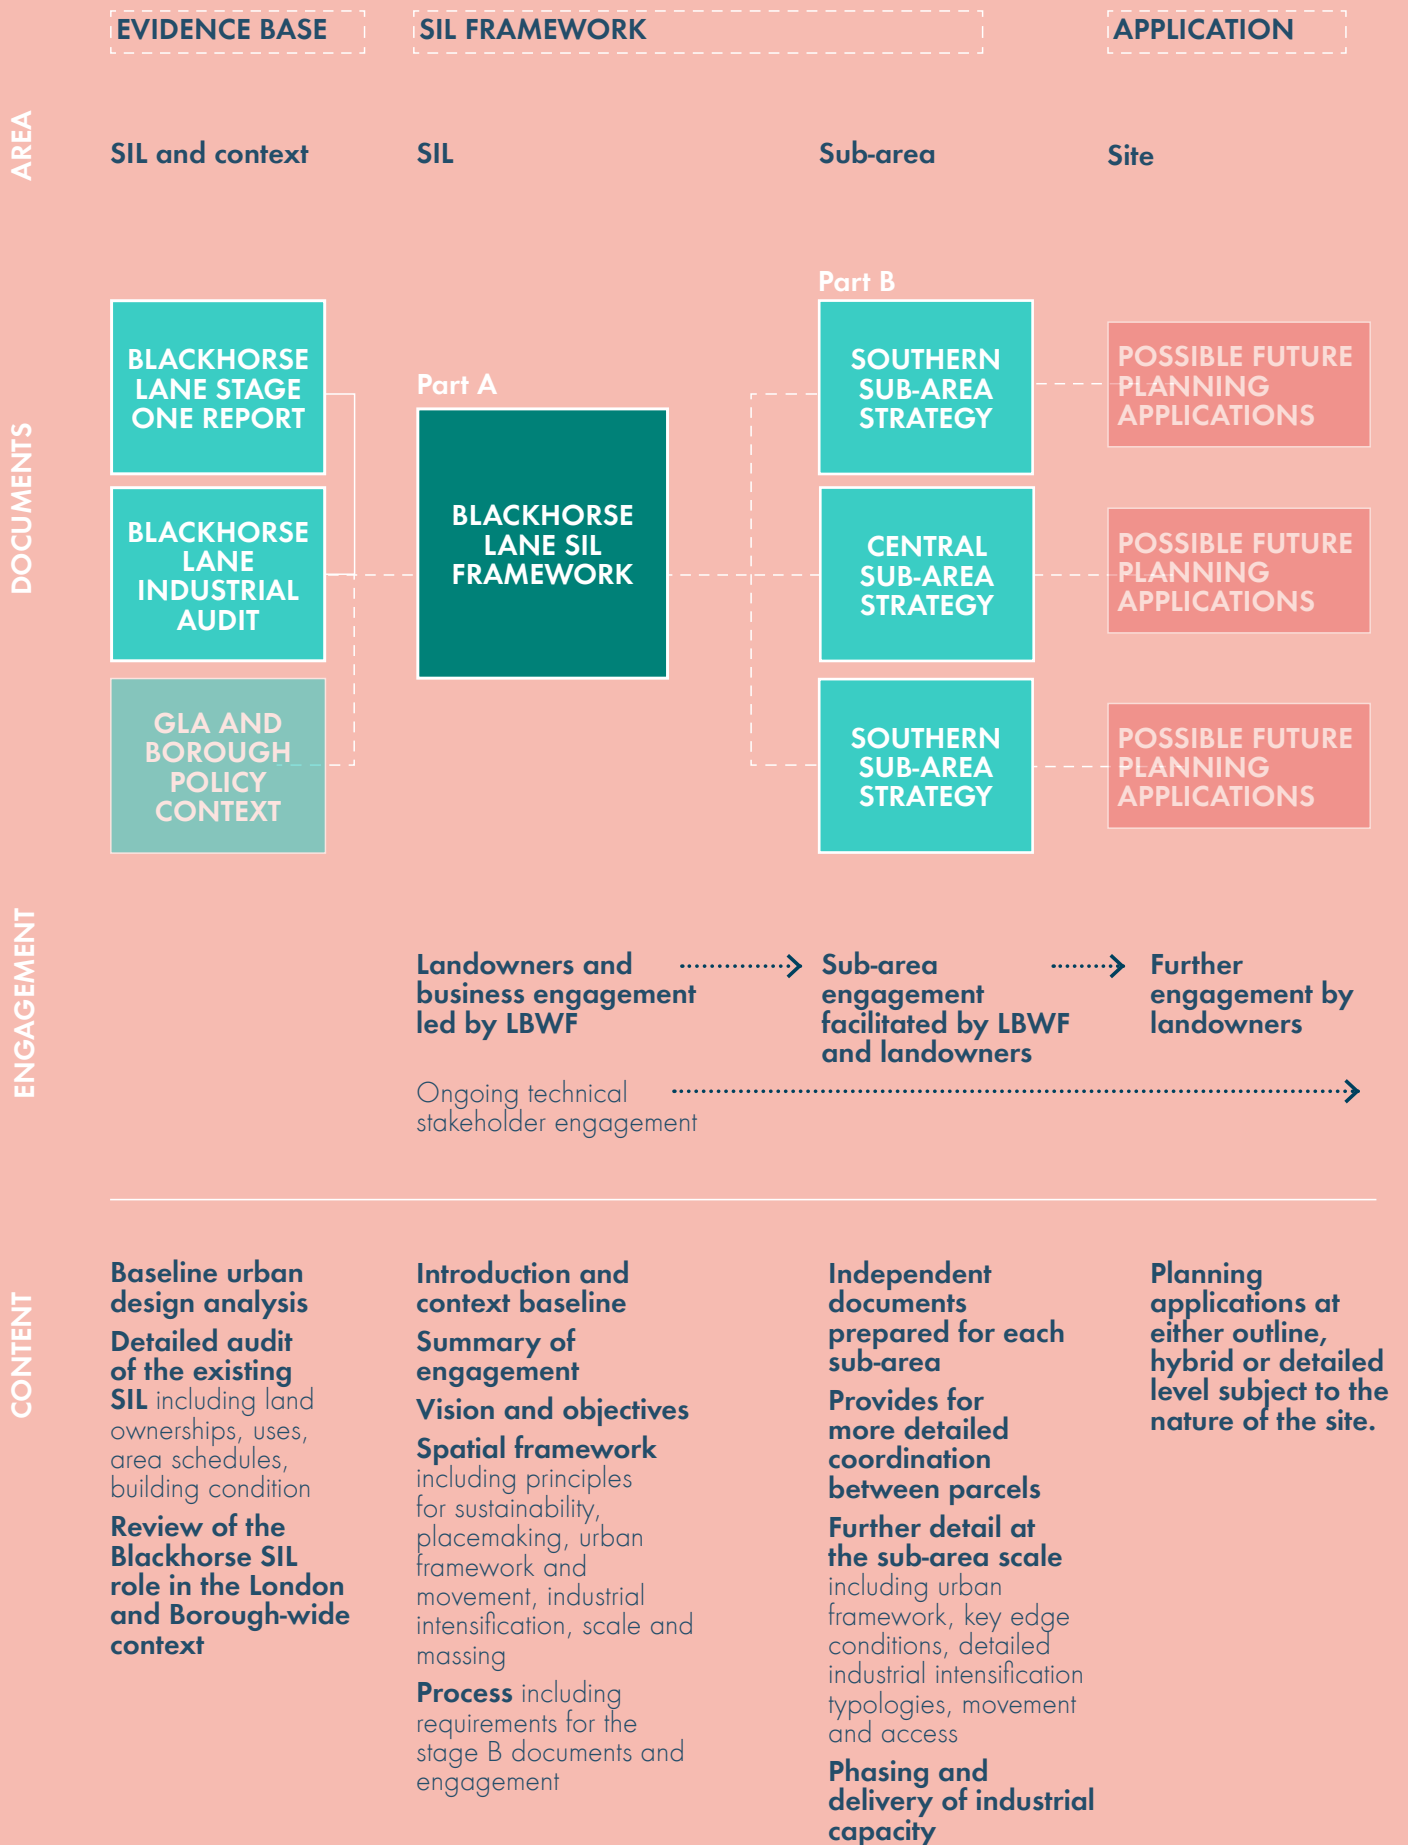 EVIDENCE BASE
SIL FRAMEWORK
APPLICATION
AREA
SIL and context
SIL
Sub-area
Site
DOCUMENTS
BLACKHORSE
LANE STAGE
ONE REPORT
BLACKHORSE
LANE
INDUSTRIAL
AUDIT
GLA AND
BOROUGH
POLICY
CONTEXT
Part A
BLACKHORSE
LANE SIL
FRAMEWORK
Part B
SOUTHERN
SUB-AREA
STRATEGY
CENTRAL
SUB-AREA
STRATEGY
SOUTHERN
SUB-AREA
STRATEGY
POSSIBLE FUTURE
PLANNING
APPLICATIONS
POSSIBLE FUTURE
PLANNING
APPLICATIONS
POSSIBLE FUTURE
PLANNING
APPLICATIONS
ENGAGEMENT
Landowners and
business engagement
led by LBWF
Sub-area
engagement
facilitated by LBWF
and landowners
Further
engagement by
landowners
Ongoing technical
stakeholder engagement
CONTENT
Baseline urban
design analysis
Detailed audit
of the existing
SIL including land
ownerships, uses,
area schedules,
building condition
Review of the
Blackhorse SIL
role in the London
and Borough-wide
context
Introduction and
context baseline
Summary of
engagement
Vision and objectives
Spatial framework
including principles
for sustainability,
placemaking, urban
framework and
movement, industrial
intensification, scale and
massing
Process including
requirements for the
stage B documents and
engagement
Independent
documents
prepared for each
sub-area
Provides for
more detailed
coordination
between parcels
Further detail at
the sub-area scale
including urban
framework, key edge
conditions, detailed
industrial intensification
typologies, movement
and access
Phasing and
delivery of industrial
capacity
Planning
applications at
either outline,
hybrid or detailed
level subject to the
nature of the site.